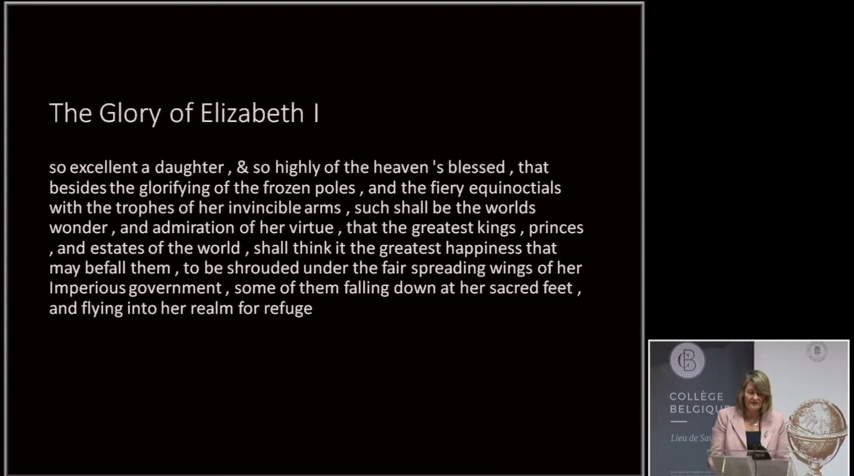 The Glory of Elizabeth I
so excellent a daughter , & so highly of the heaven 's blessed , that
besides the glorifying of the frozen poles , and the fiery equinoctials
with the trophes of her invincible arms , such shall be the worlds
wonder , and admiration of her virtue , that the greatest kings , princes
, and estates of the world , shall think it the greatest happiness that
may befall them , to be shrouded under the fair spreading wings of her
Imperious government , some of them falling down at her sacred feet ,
and flying into her realm for refuge
COLLÈGE
BELGIQUE
Lieu de Sa